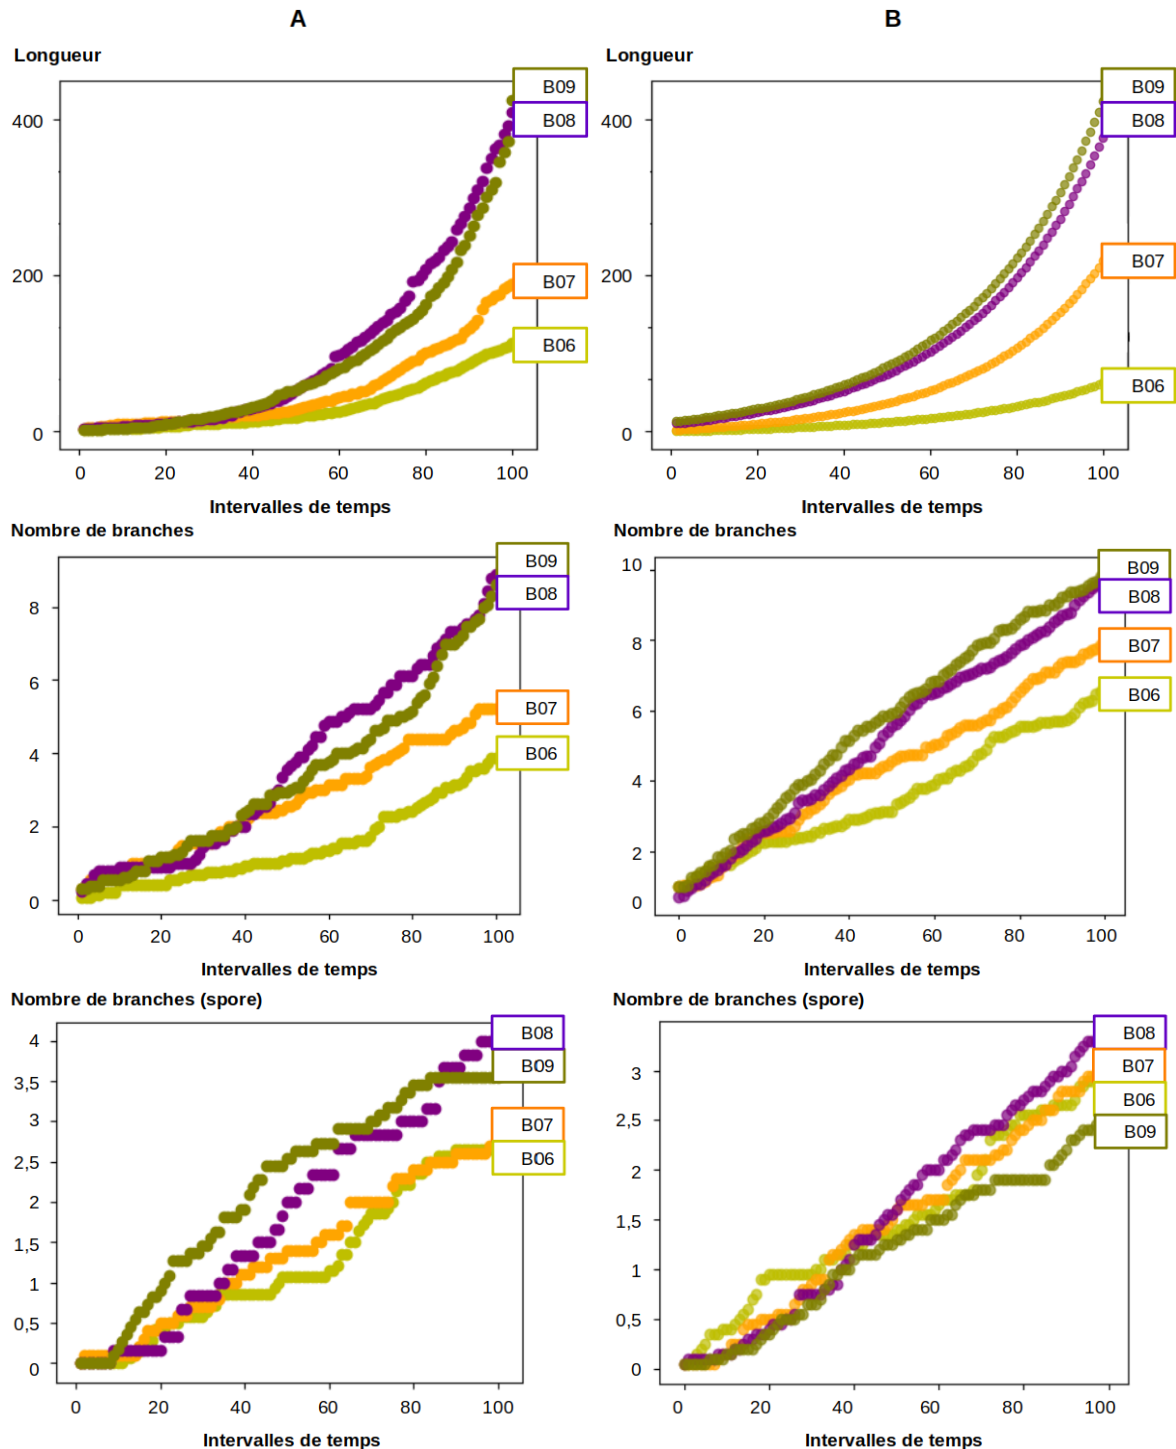 A
B
Longueur
400
200
0
0 20 40 60 80 100
B09
B08
B07
B06
Intervalles de temps
Longueur
400
200
0
0 20 40 60 80 100
B09
B08
B07
B06
Intervalles de temps
Nombre de branches
8
6
4
2
0
0 20 40 60 80 100
B09
B08
B07
B06
Intervalles de temps
Nombre de branches
10
8
6
4
2
0
0 20 40 60 80 100
B09
B08
B07
B06
Intervalles de temps
Nombre de branches (spore)
4
3,5
3
2,5
2
1,5
1
0,5
0
0 20 40 60 80 100
B08
B09
B07
B06
Intervalles de temps
Nombre de branches (spore)
3
2,5
2
1,5
1
0,5
0
0 20 40 60 80 100
B08
B07
B06
B09
Intervalles de temps